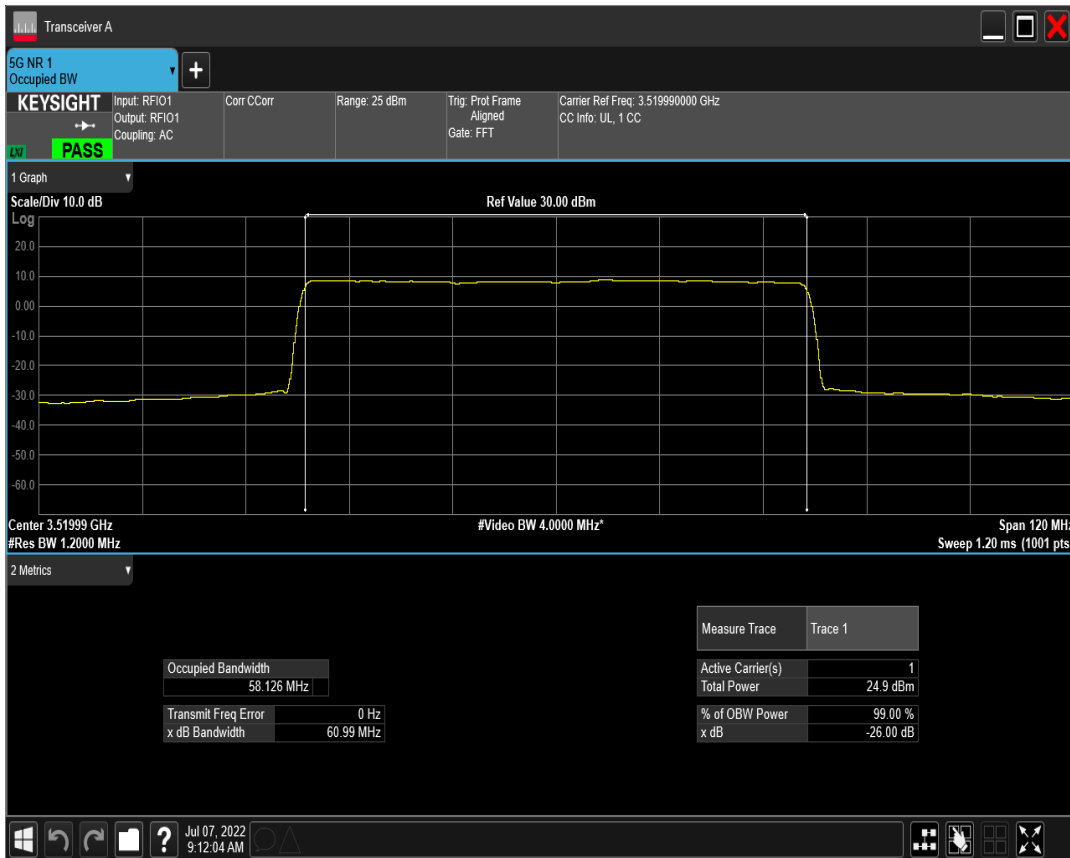 Transceiver A
5G NR 1
Occupied BW
+
KEYSIGHT
LXI
PASS
Input: RFIO1
Output: RFIO1
Coupling: AC
Corr CCorr
Range: 25 dBm
Trig: Prot Frame
Aligned
Gate: FFT
Carrier Ref Freq: 3.519990000 GHz
CC Info: UL, 1 CC
1 Graph
Scale/Div 10.0 dB
Ref Value 30.00 dBm
Log
20.0
10.0
0.00
-10.0
-20.0
-30.0
-40.0
-50.0
-60.0
Center 3.51999 GHz
#Video BW 4.0000 MHz*
Span 120 MHz
#Res BW 1.2000 MHz
Sweep 1.20 ms (1001 pts
2 Metrics
Measure Trace Trace 1
Occupied Bandwidth
58.126 MHz
Active Carrier(s) 1
Total Power 24.9 dBm
Transmit Freq Error 0 Hz
x dB Bandwidth 60.99 MHz
% of OBW Power 99.00 %
x dB -26.00 dB
?
Jul 07, 2022
9:12:04 AM